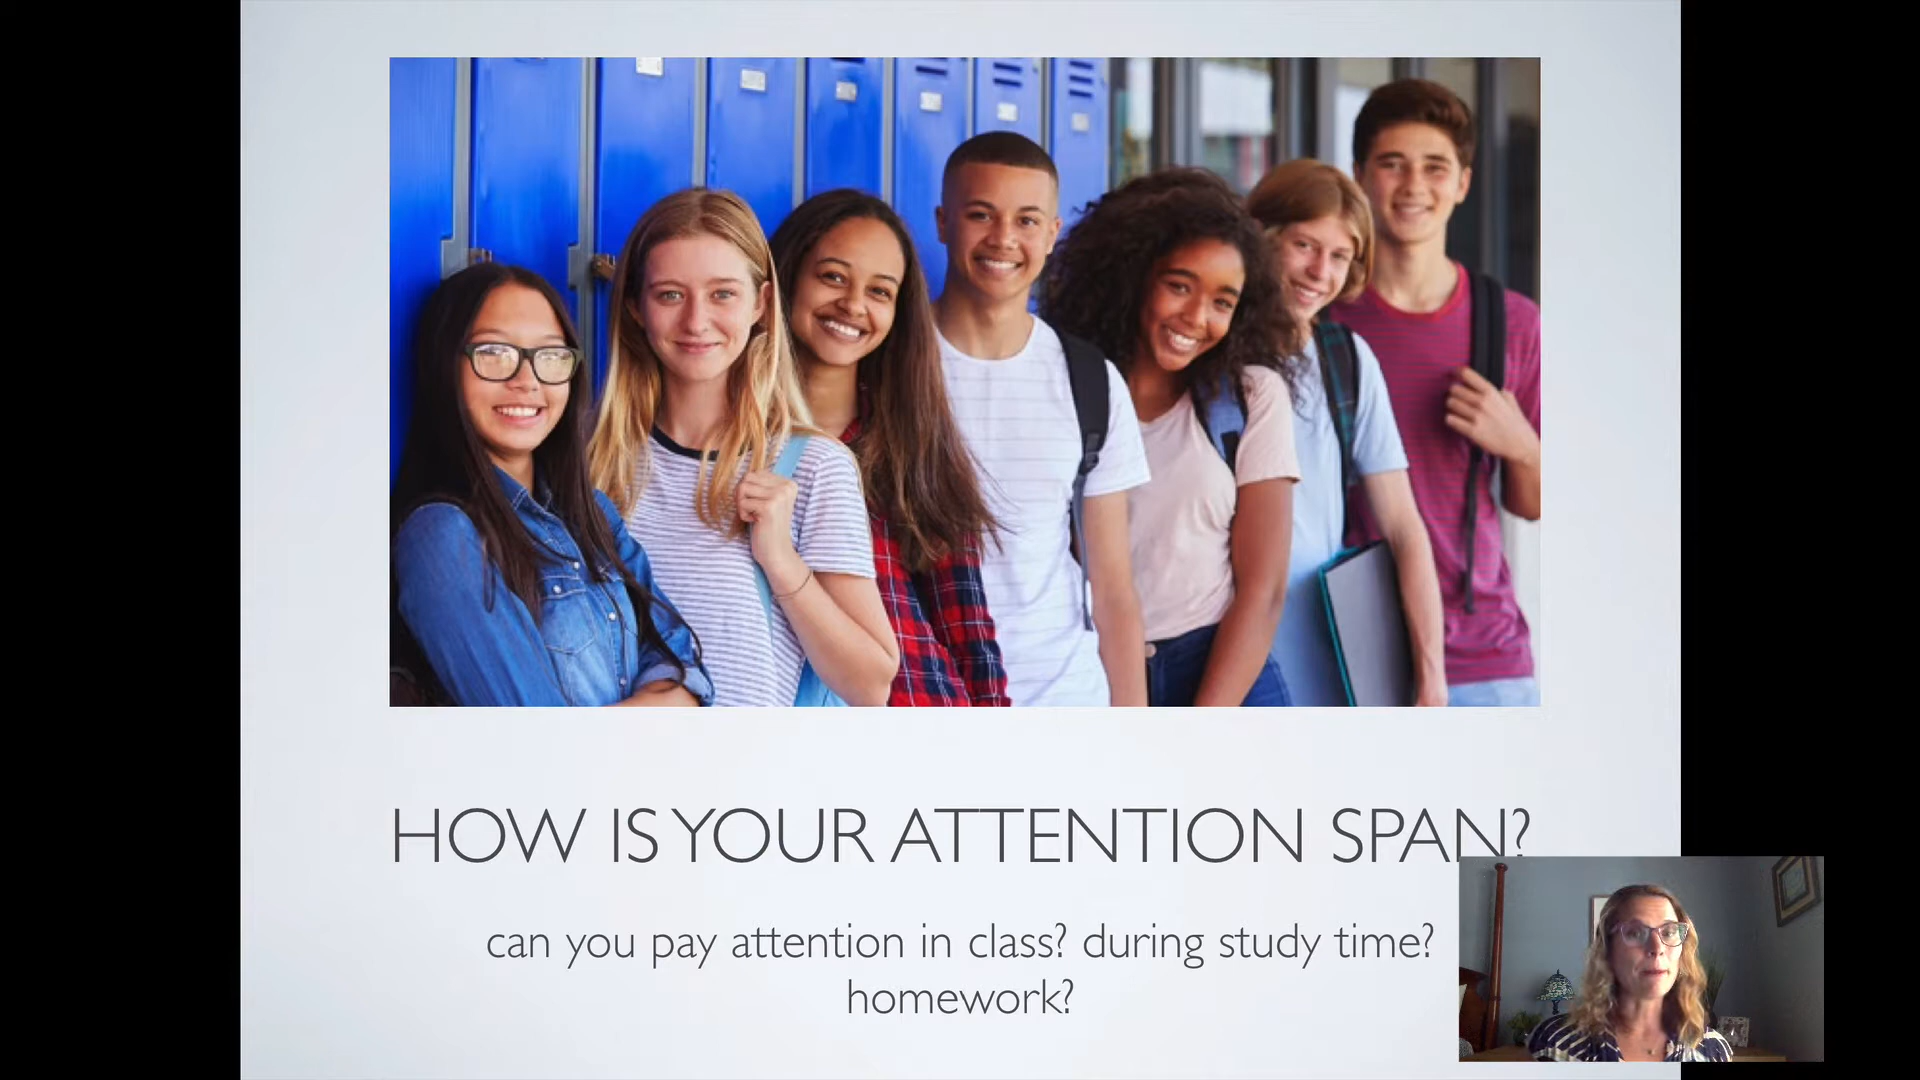 HOW IS YOUR ATTENTION SPAN?
can you pay attention in class? during study time?
homework?